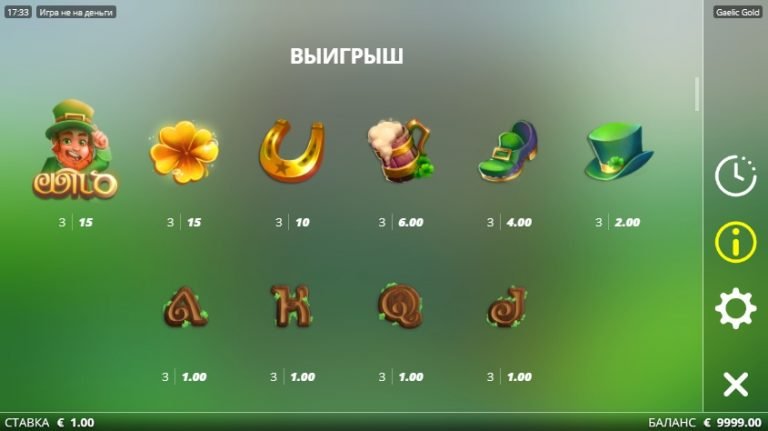 17:33 Игра не на деньги Gaelic Gold
ВЫИГРЫШ
WILD
3 15 3 15 3 10 3 6.00 3 4.00 3 2.00
A K Q J
3 1.00 3 1.00 3 1.00 3 1.00
СТАВКА € 1.00 БАЛАНС € 9999.00